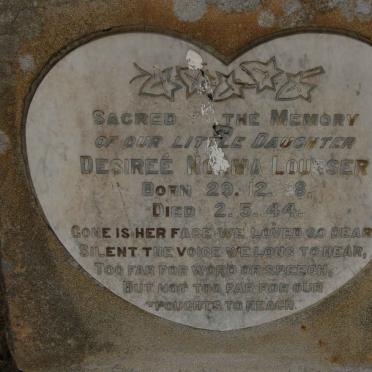 SACRED THE MEMORY
OF OUR LITTLE DAUGHTER
DESIREÉ
BORN 29.12. 8.
DIED 2.5.44.
GONE IS HER FACE WE LOVED SO DEAR
SILENT THE VOICE WE LONG TO HEAR,
TOO FAR FOR WORD OR SPEECH,
BUT NOT TOO FAR FOR OUR
THOUGHTS TO REACH